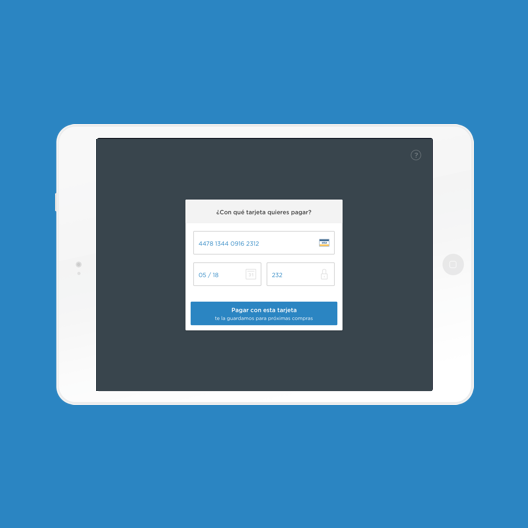 ?
¿Con qué tarjeta quieres pagar?
4478 1344 0916 2312
05 / 18
232
Pagar con esta tarjeta
te la guardamos para próximas compras